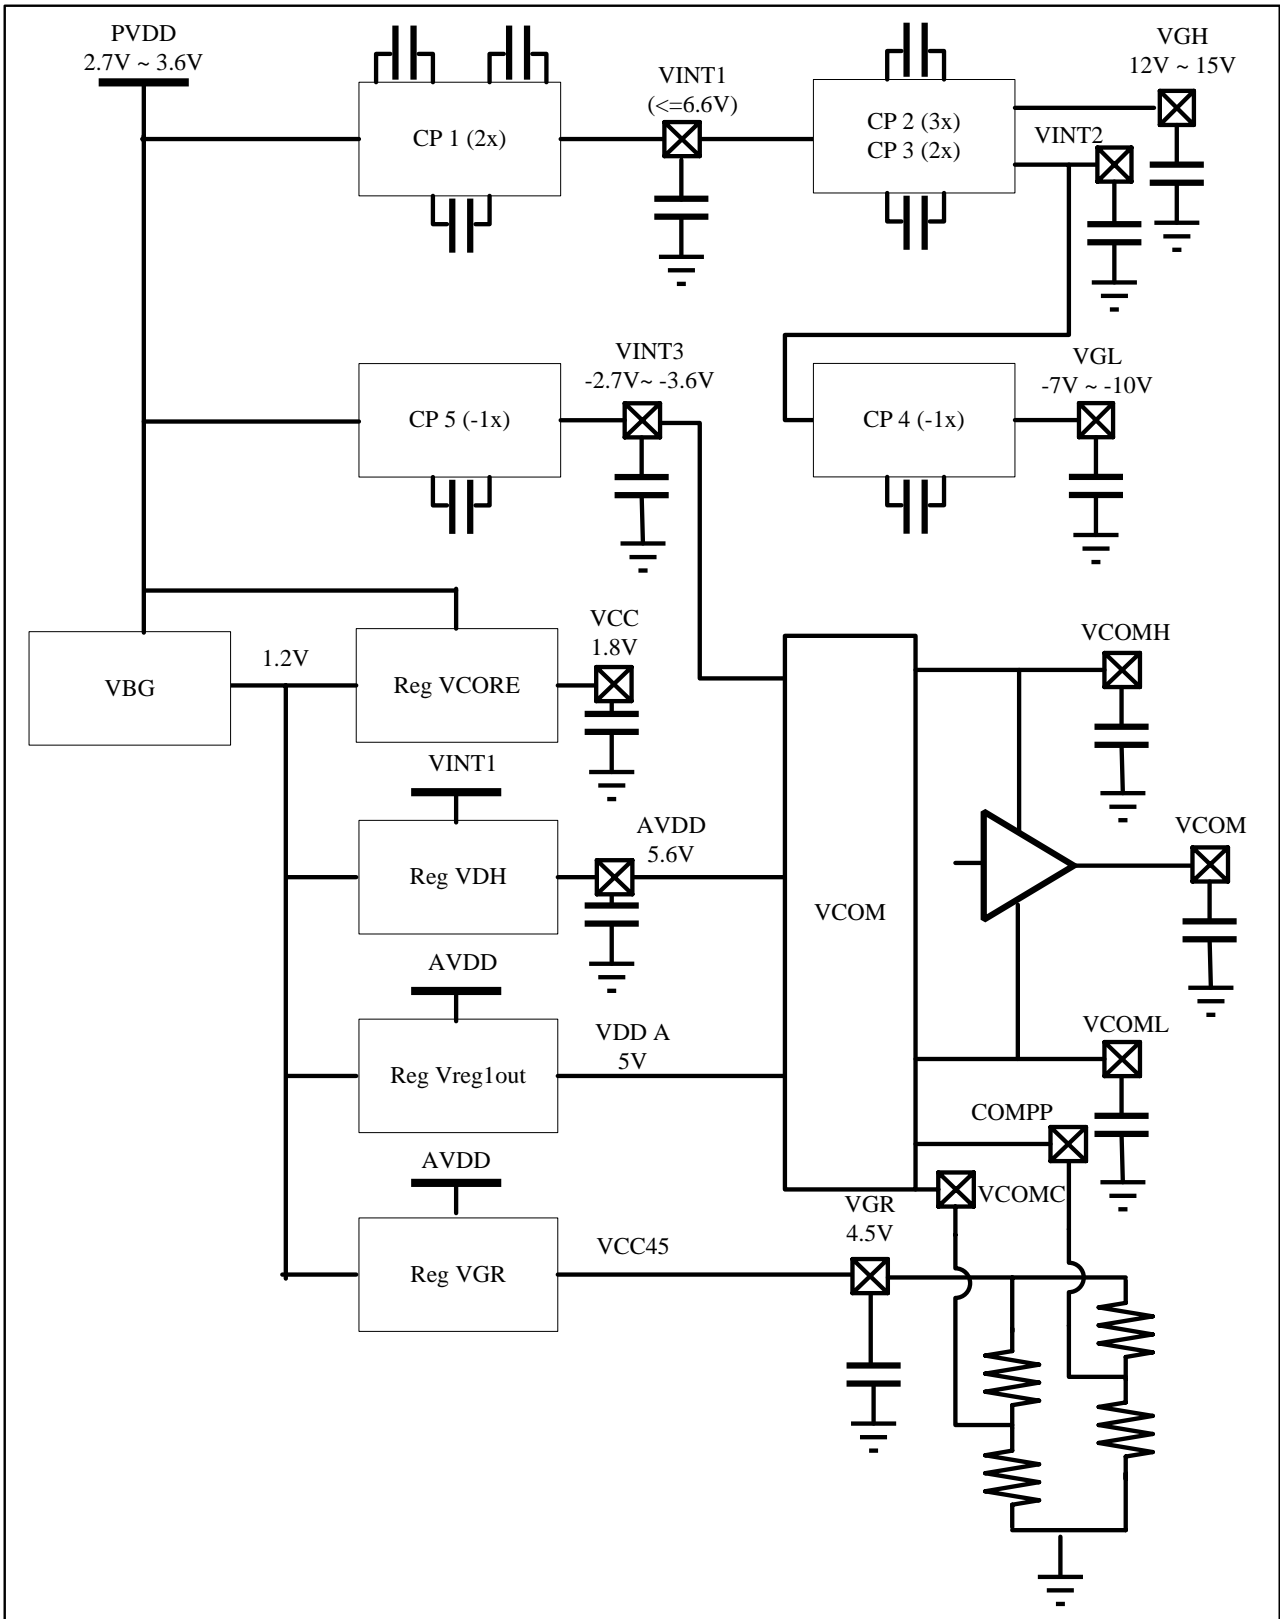 PVDD
2.7V ~ 3.6V
VGH
12V ~ 15V
VINT1
(<=6.6V)
CP 1 (2x)
CP 2 (3x)
CP 3 (2x)
VINT2
VINT3
-2.7V~ -3.6V
VGL
-7V ~ -10V
CP 5 (-1x)
CP 4 (-1x)
VCC
1.8V
VCOMH
1.2V
VBG
Reg VCORE
VINT1
AVDD
5.6V
VCOM
Reg VDH
VCOM
AVDD
VDD A
5V
VCOML
Reg Vreg1out
COMPP
AVDD
VCOMC
VGR
4.5V
VCC45
Reg VGR